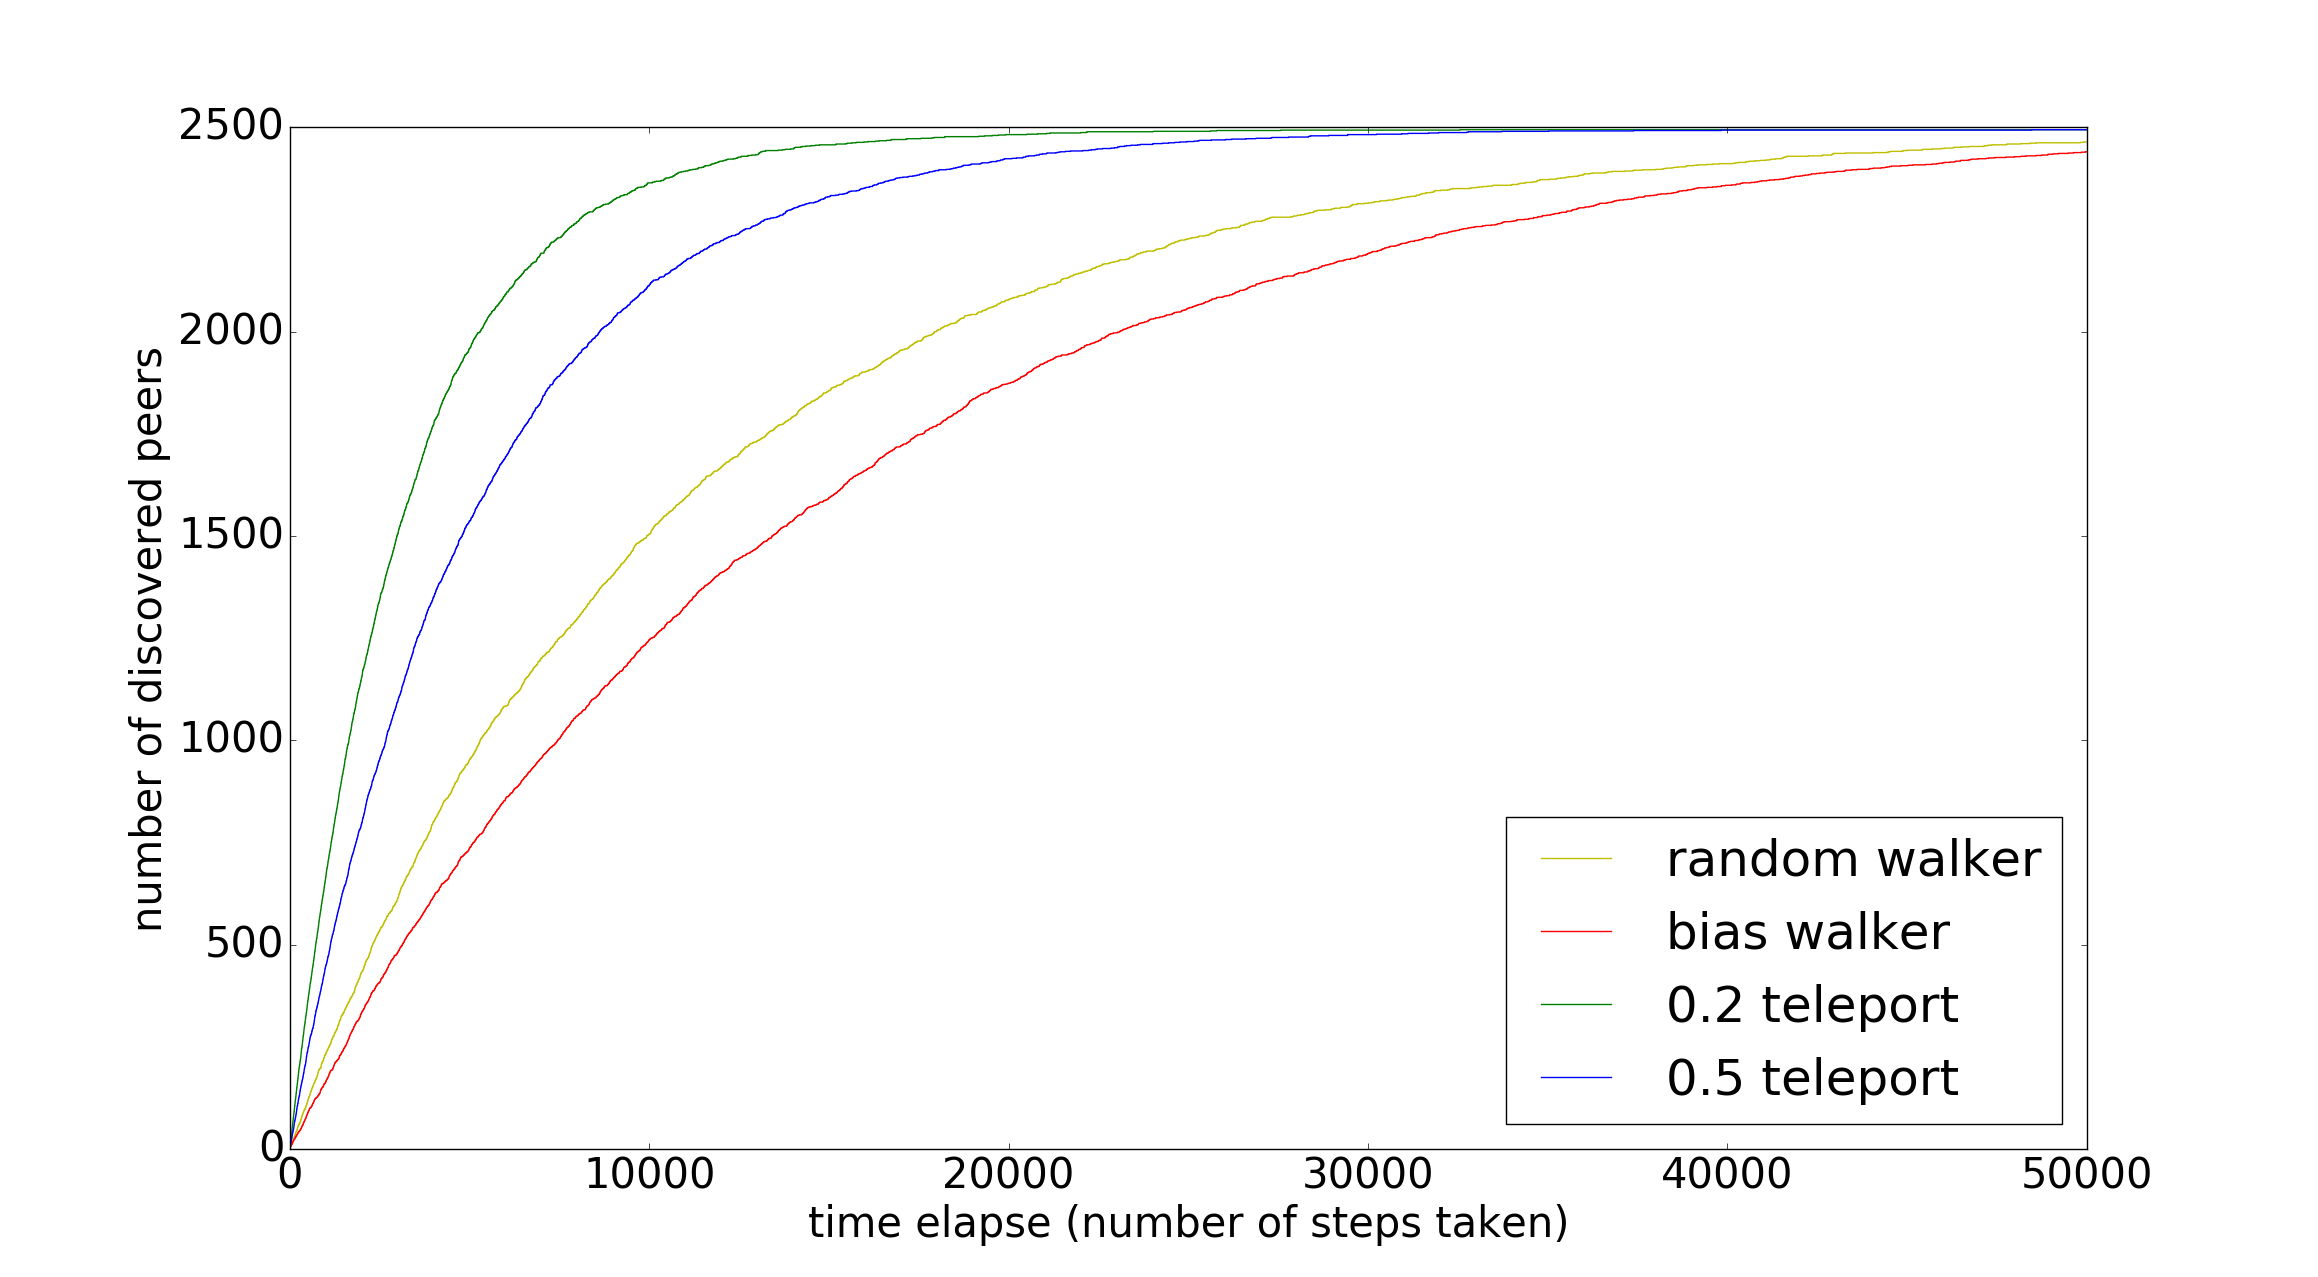 2500
2000
1500
1000
500
0
number of discovered peers
0 10000 20000 30000 40000 50000
time elapse (number of steps taken)
random walker
bias walker
0.2 teleport
0.5 teleport